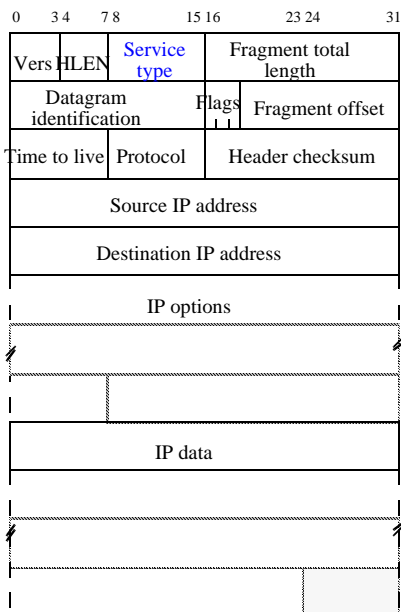 0 3 4 7 8 15 16 23 24 31
Vers HLEN Service type Fragment total length
Datagram identification Flags Fragment offset
Time to live Protocol Header checksum
Source IP address
Destination IP address
IP options
IP data